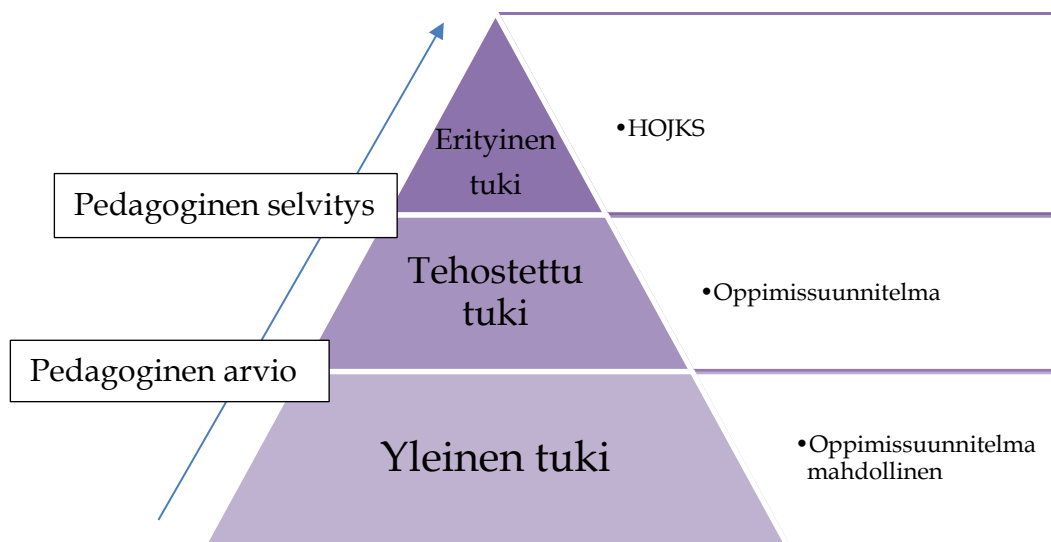 Erityinen
tuki
•HOJKS
Pedagoginen selvitys
Tehostettu
tuki
•Oppimissuunnitelma
Pedagoginen arvio
Yleinen tuki
•Oppimissuunnitelma
mahdollinen